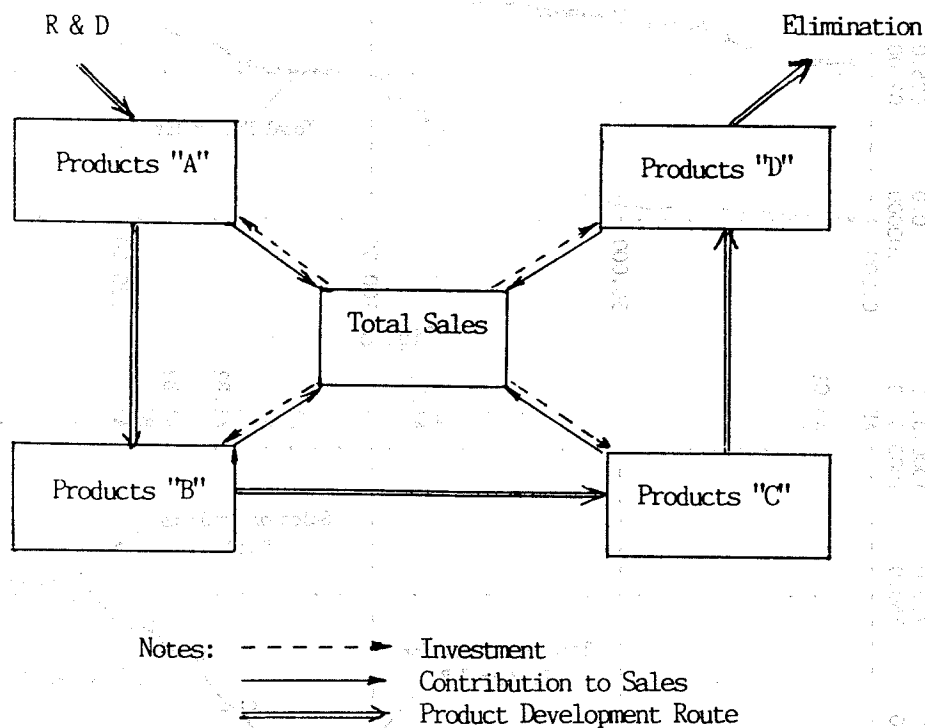 R & D
Elimination
Products "A"
Products "D"
Total Sales
Products "B"
Products "C"
Notes:
Investment
Contribution to Sales
Product Development Route